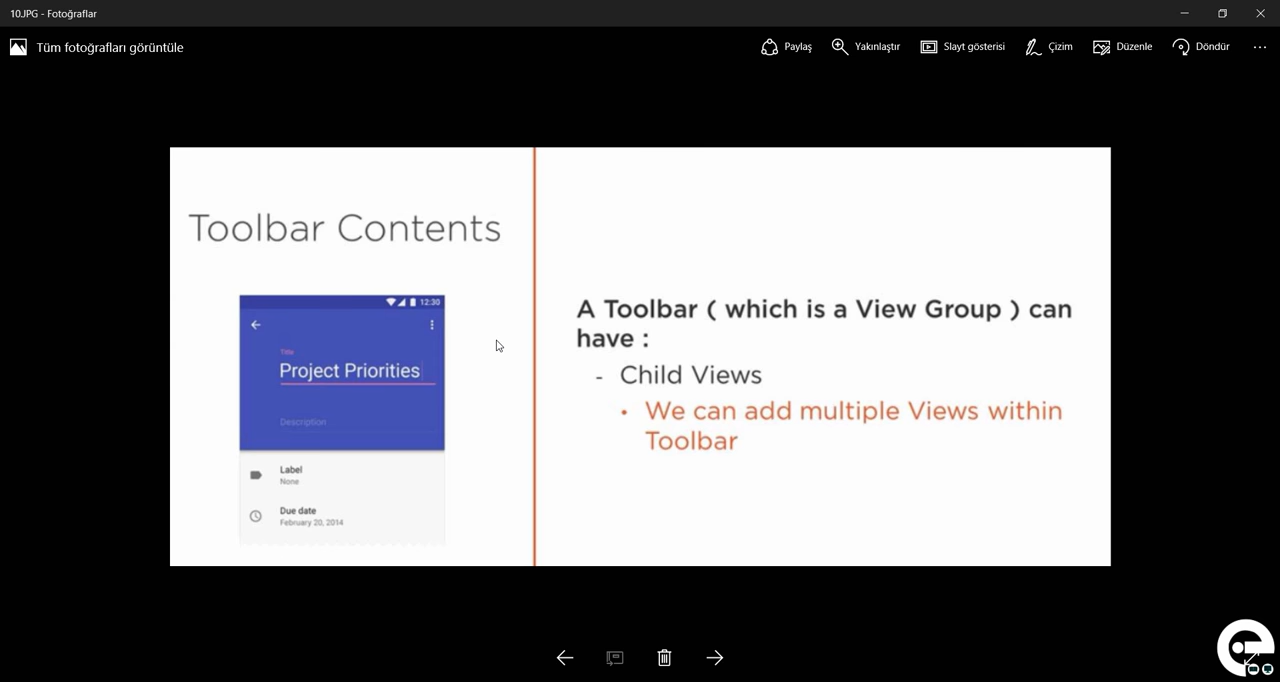 10.JPG - Fotoğraflar
Tüm fotoğrafları görüntüle
Paylaş
Yakınlaştır
Slayt gösterisi
Çizim
Düzenle
Döndür
Toolbar Contents
12:30
Title
Project Priorities
Description
Label
None
Due date
February 20, 2014
A Toolbar ( which is a View Group ) can
have :
- Child Views
• We can add multiple Views within
Toolbar